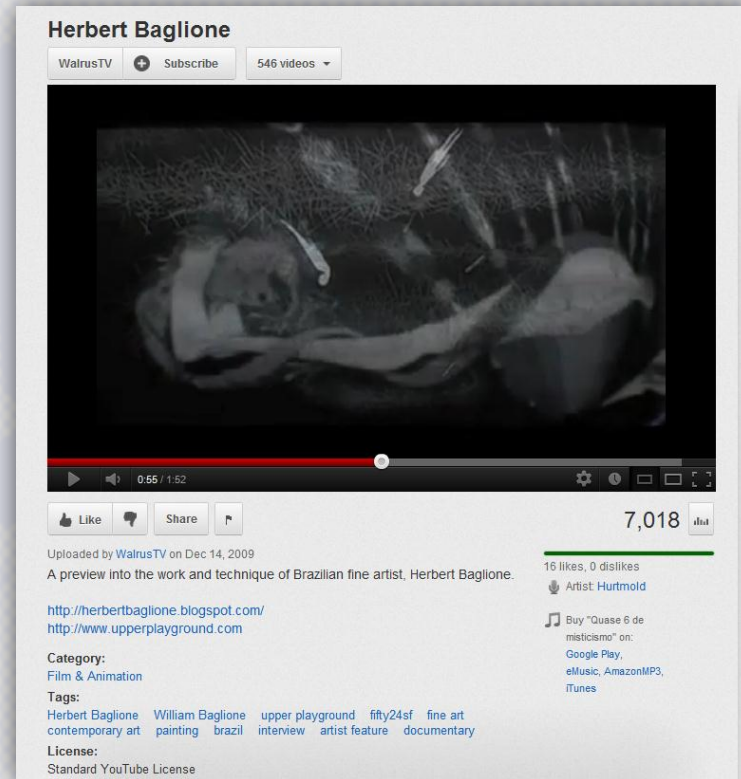 Herbert Baglione
WalrusTV Subscribe 546 videos
0:55 / 1:52
Like Share 7,018
Uploaded by WalrusTV on Dec 14, 2009
A preview into the work and technique of Brazilian fine artist, Herbert Baglione.
http://herbertbaglione.blogspot.com/
http://www.upperplayground.com
Category:
Film & Animation
Tags:
Herbert Baglione William Baglione upper playground fifty24sf fine art
contemporary art painting brazil interview artist feature documentary
License:
Standard YouTube License
16 likes, 0 dislikes
Artist: Hurtmold
Buy "Quase 6 de
misticismo" on:
Google Play,
eMusic, AmazonMP3,
iTunes